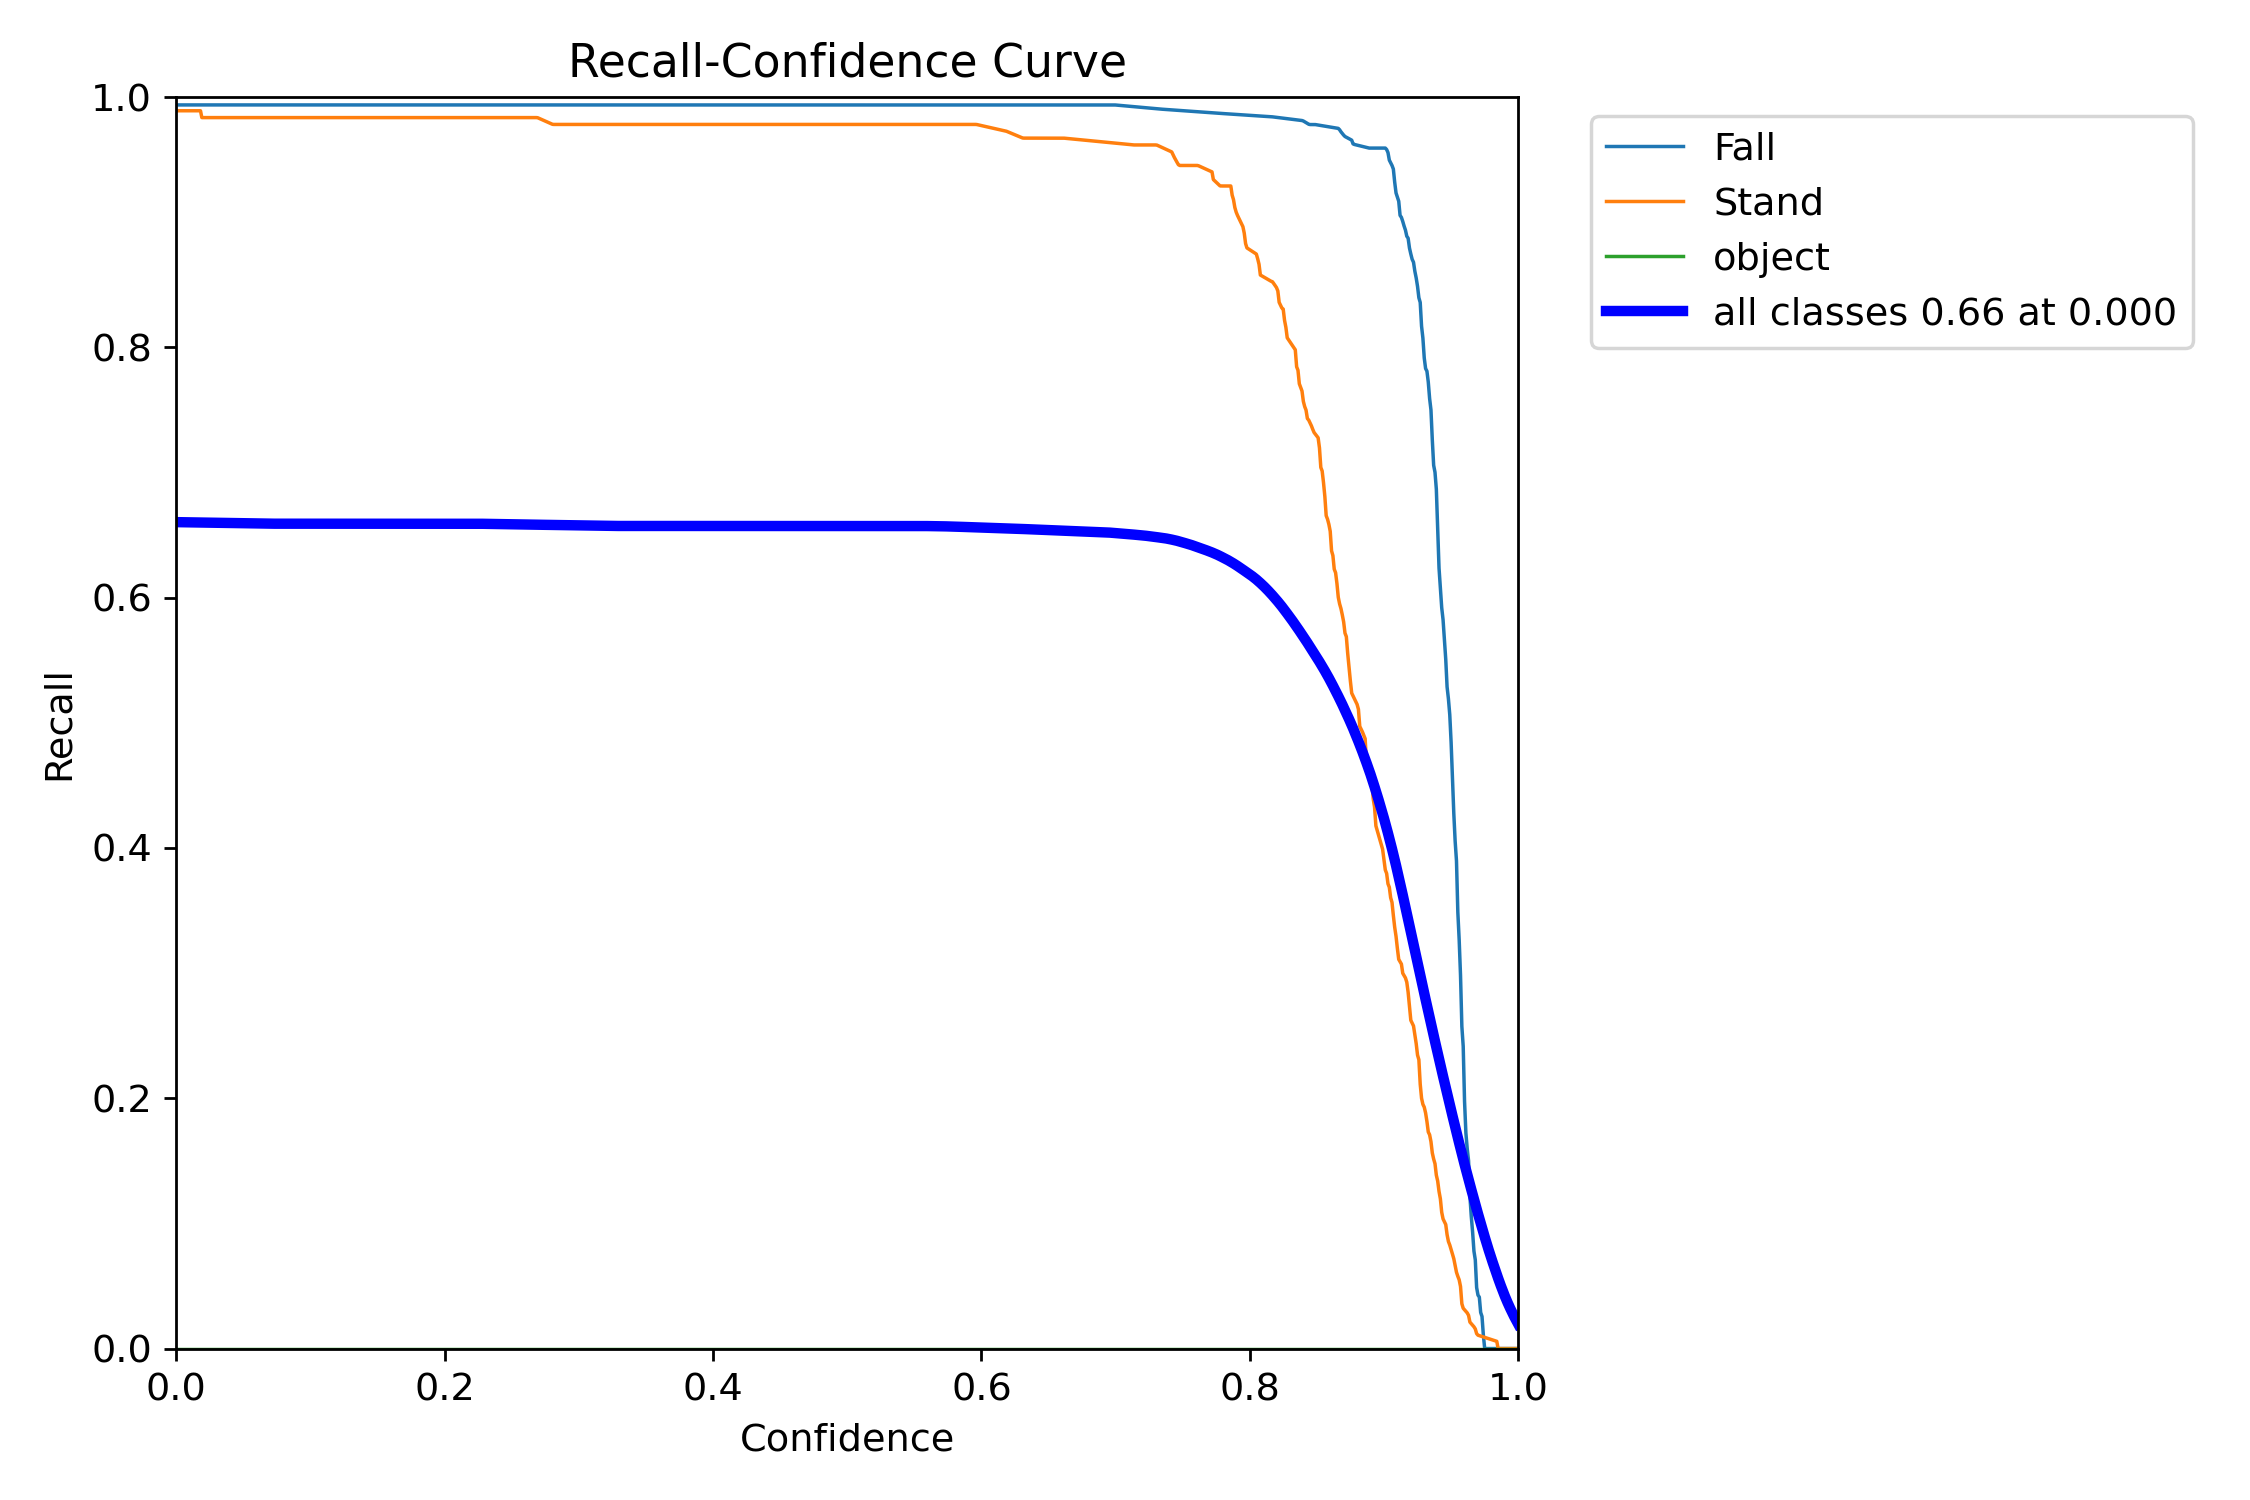 Recall-Confidence Curve
1.0
0.8
0.6
0.4
0.2
0.0
Recall
0.0 0.2 0.4 0.6 0.8 1.0
Confidence
Fall
Stand
object
all classes 0.66 at 0.000